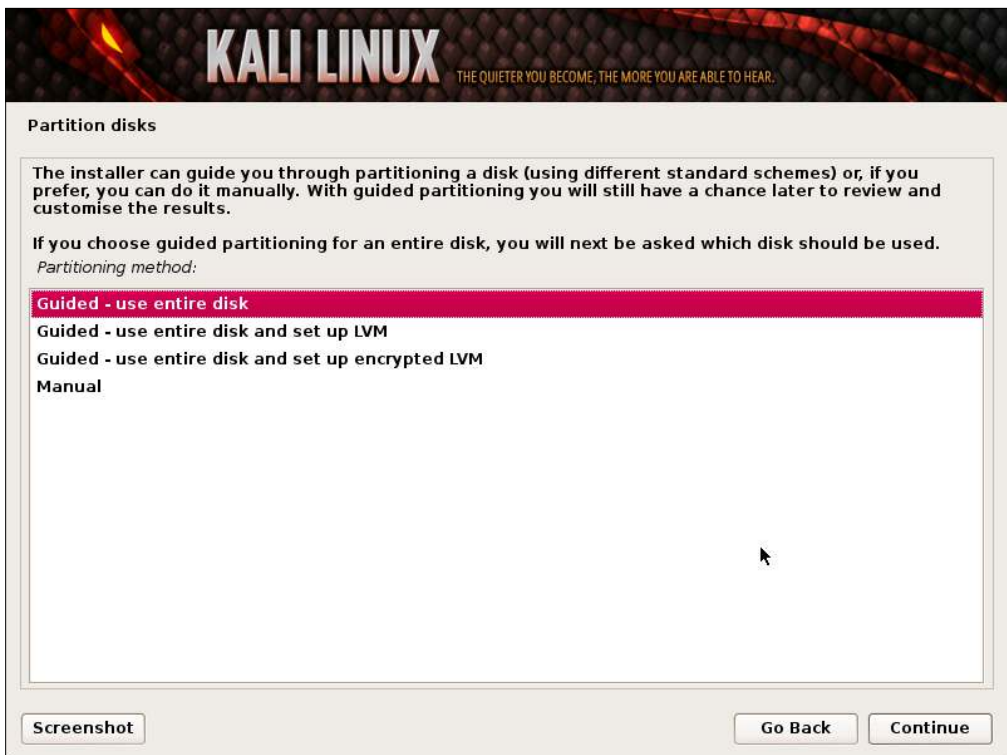 KALI LINUX
THE QUIETER YOU BECOME, THE MORE YOU ARE ABLE TO HEAR.
Partition disks
The installer can guide you through partitioning a disk (using different standard schemes) or, if you
prefer, you can do it manually. With guided partitioning you will still have a chance later to review and
customise the results.
If you choose guided partitioning for an entire disk, you will next be asked which disk should be used.
Partitioning method:
Guided - use entire disk
Guided - use entire disk and set up LVM
Guided - use entire disk and set up encrypted LVM
Manual
Screenshot
Go Back
Continue